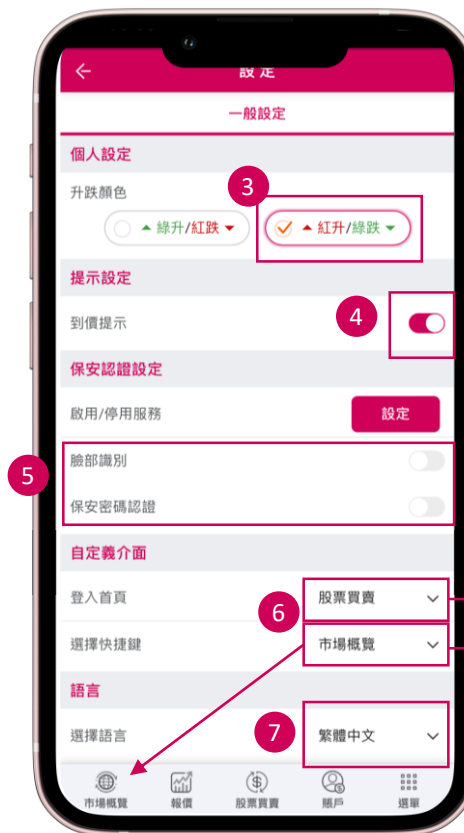 設定
一般設定
個人設定
3
升跌顏色
綠升/紅跌
紅升/綠跌
提示設定
4
到價提示
保安認證設定
啟用/停用服務
設定
5
臉部識別
保安密碼認證
自定義介面
登入首頁
6
股票買賣
選擇快捷鍵
市場概覽
語言
7
選擇語言
繁體中文
市場概覽 報價 股票買賣 賬戶 選單